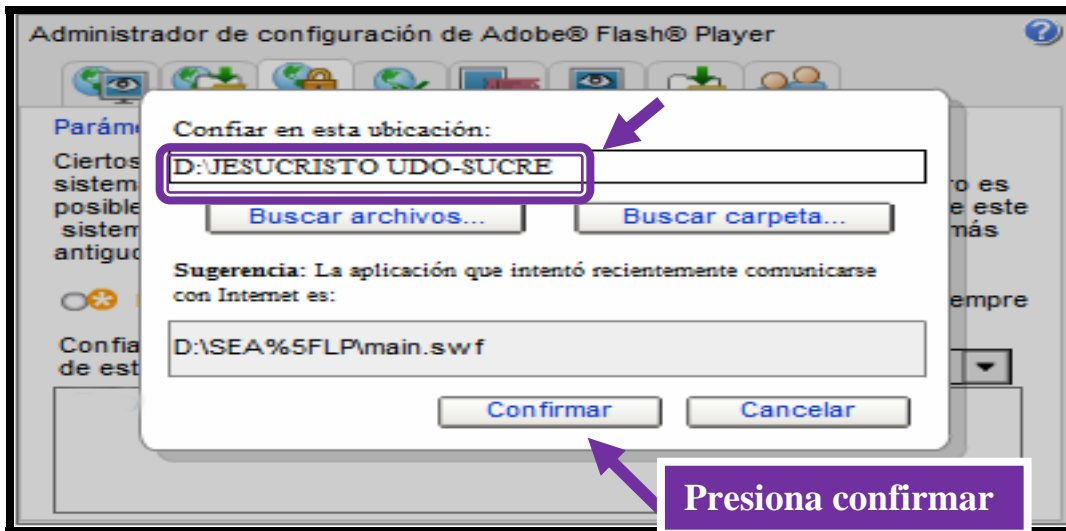 Administrador de configuración de Adobe® Flash® Player
?
Parám
Confiar en esta ubicación:
Ciertos
D:\JESUCRISTO UDO-SUCRE
sistem
ro es
posible
e este
Buscar archivos...
Buscar carpeta...
sistem
más
antiguo
Sugerencia: La aplicación que intentó recientemente comunicarse
con Internet es:
empre
Confia
D:\SEA%5FLP\main.swf
de est
Confirmar
Cancelar
Presiona confirmar